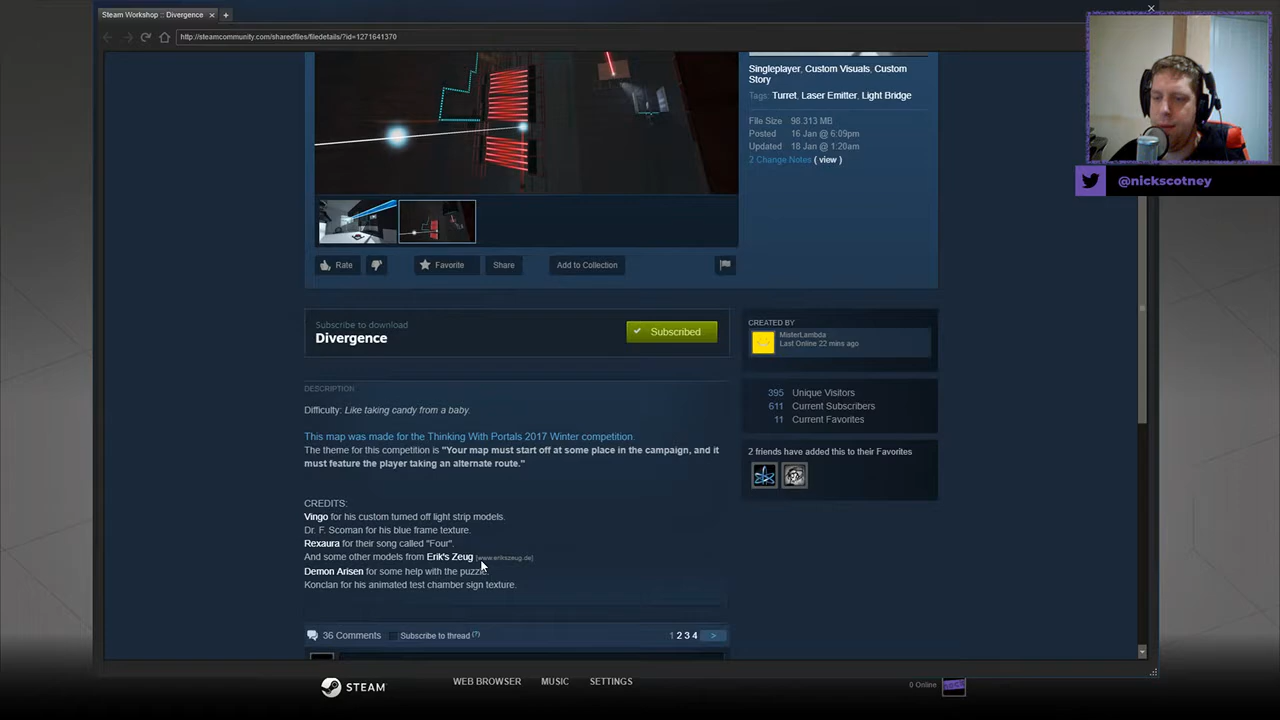 Steam Workshop :: Divergence
http://steamcommunity.com/sharedfiles/filedetails/?id=1271641370
Singleplayer, Custom Visuals, Custom
Story
Tags: Turret, Laser Emitter, Light Bridge
File Size 98.313 MB
Posted 16 Jan @ 6:09pm
Updated 18 Jan @ 1:20am
2 Change Notes ( view )
@nickscotney
Rate
Favorite
Share
Add to Collection
Subscribe to download
Divergence
Subscribed
CREATED BY
MisterLambda
Last Online 22 mins ago
395 Unique Visitors
611 Current Subscribers
11 Current Favorites
2 friends have added this to their Favorites
DESCRIPTION
Difficulty: Like taking candy from a baby.
This map was made for the Thinking With Portals 2017 Winter competition.
The theme for this competition is "Your map must start off at some place in the campaign, and it
must feature the player taking an alternate route."
CREDITS:
Vingo for his custom turned off light strip models.
Dr. F. Scoman for his blue frame texture.
Rexaura for their song called "Four".
And some other models from Erik's Zeug [www.erikszeug.de]
Demon Arisen for some help with the puzzle.
Konclan for his animated test chamber sign texture.
36 Comments
Subscribe to thread (?)
1 2 3 4 >
STEAM
WEB BROWSER
MUSIC
SETTINGS
0 Online